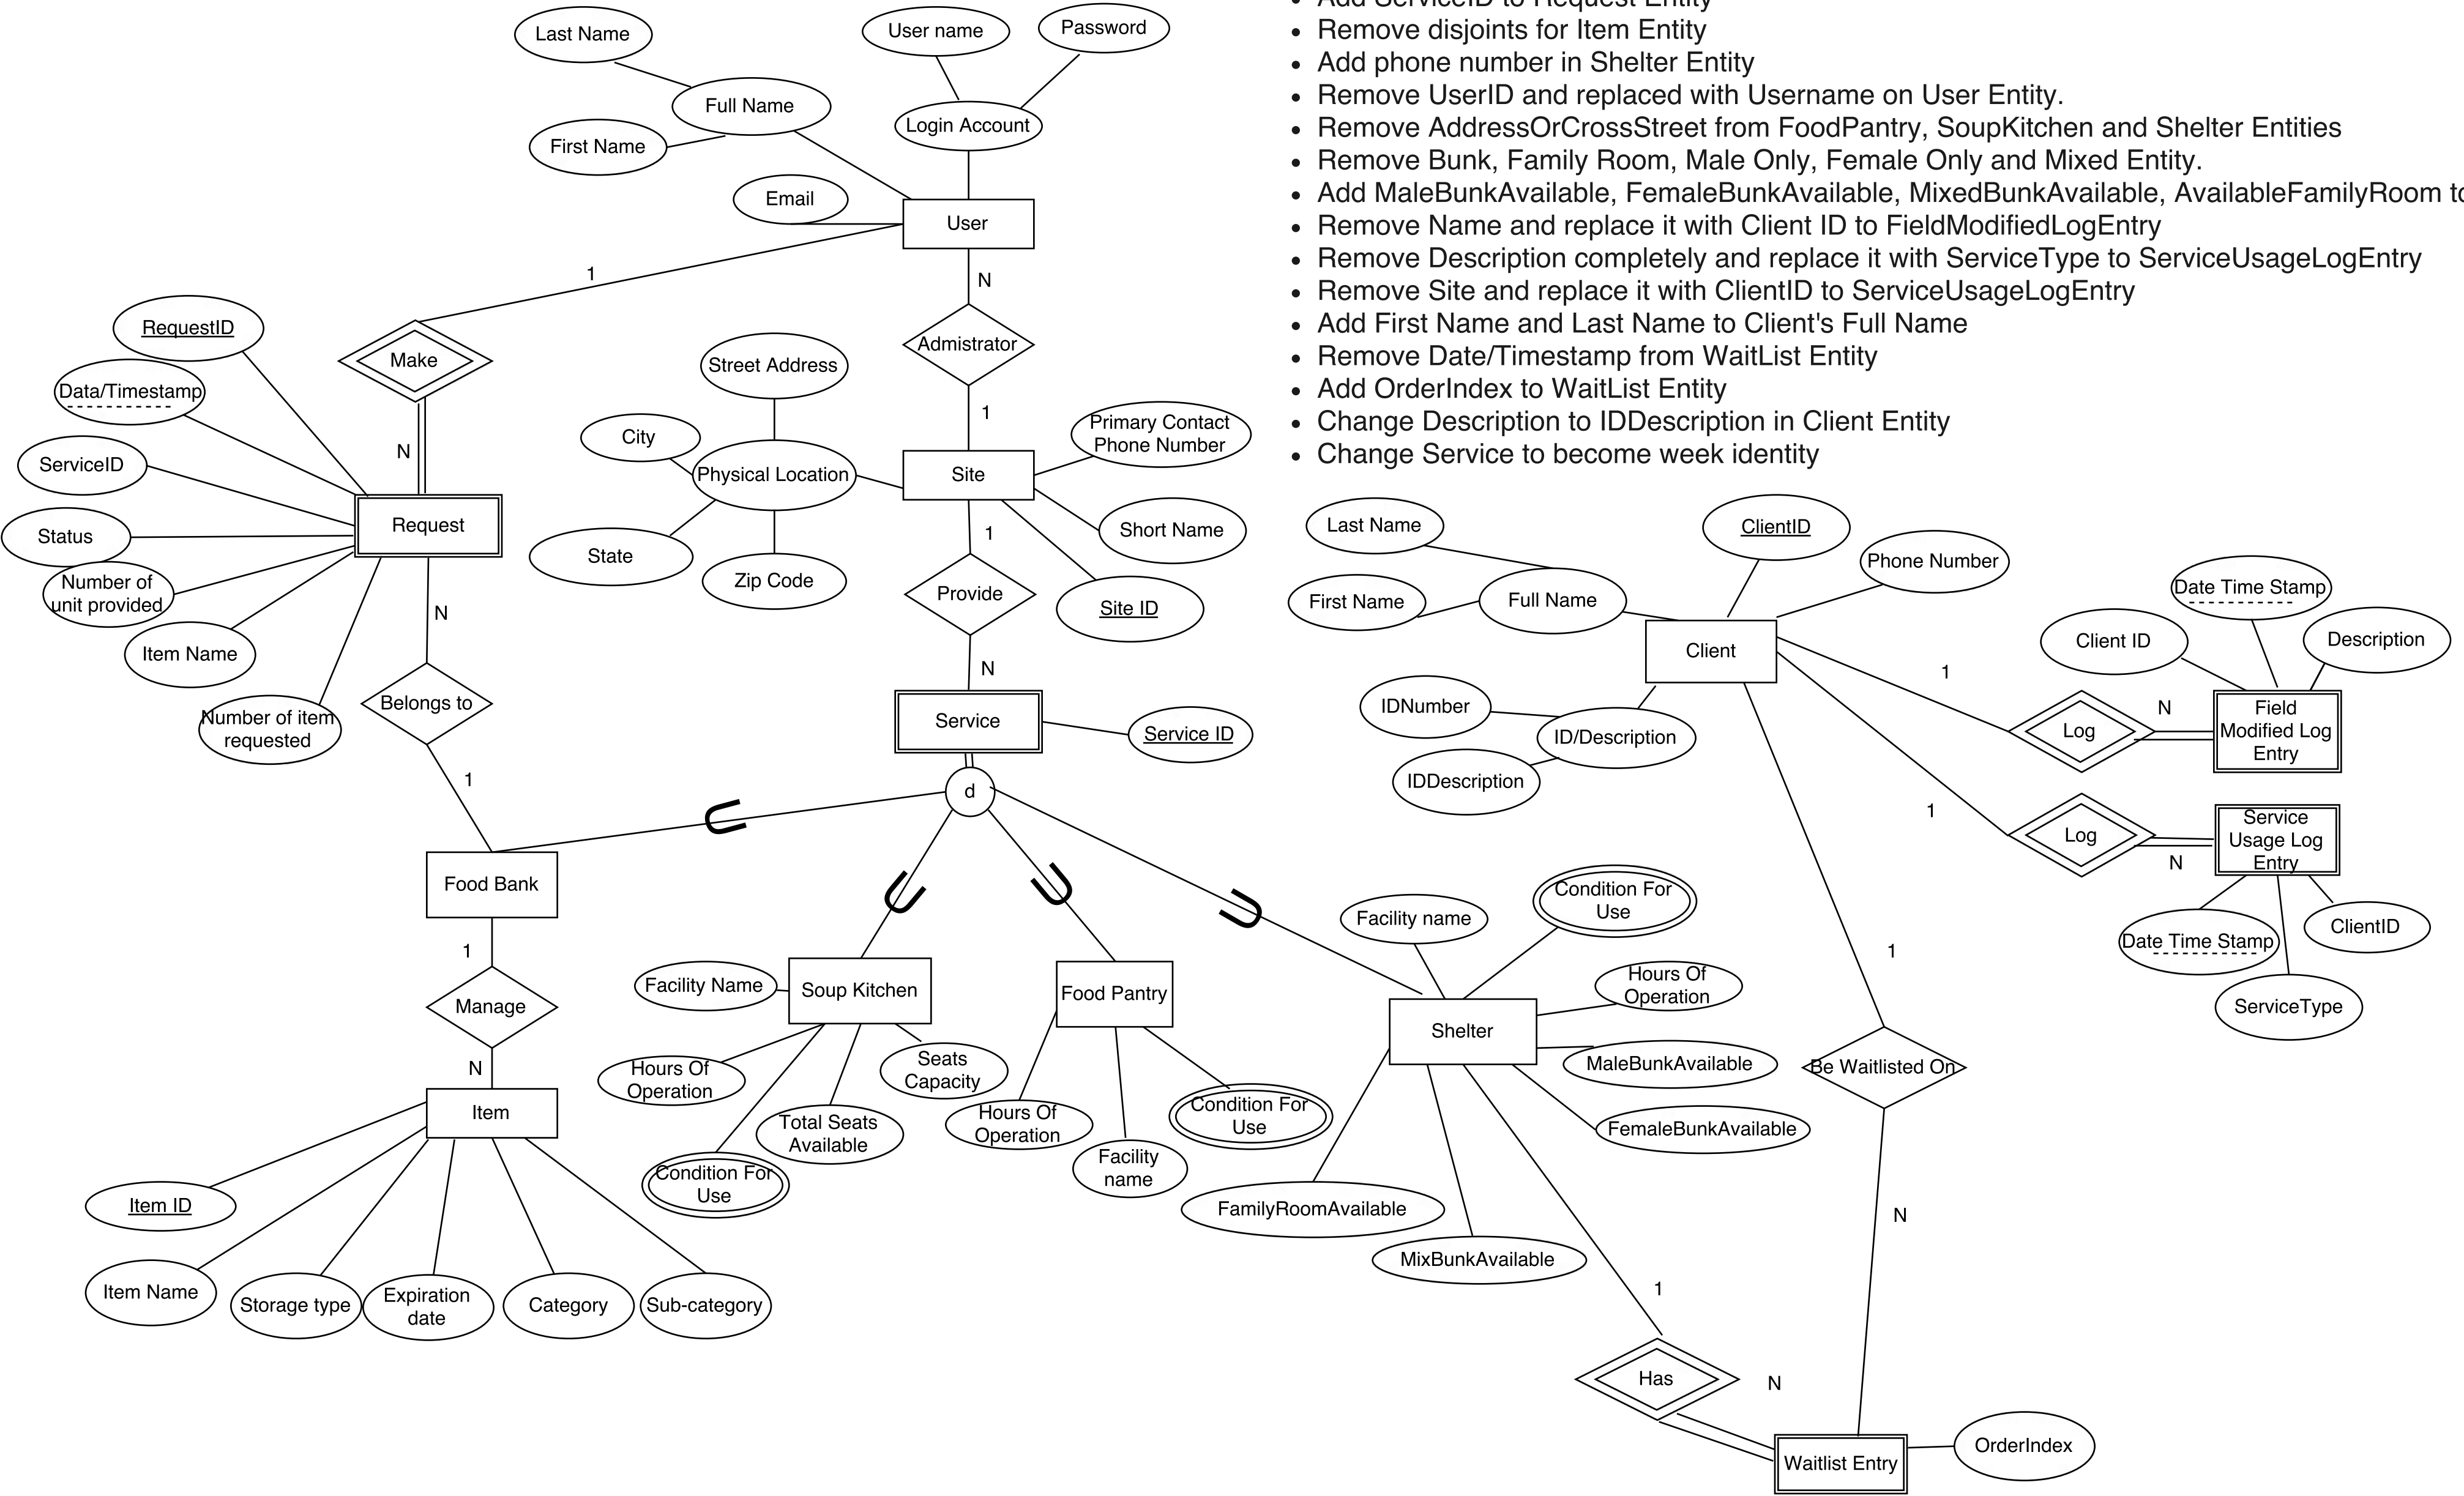 • Add ServiceID to Request Entity
• Remove disjoints for Item Entity
• Add phone number in Shelter Entity
• Remove UserID and replaced with Username on User Entity.
• Remove AddressOrCrossStreet from FoodPantry, SoupKitchen and Shelter Entities
• Remove Bunk, Family Room, Male Only, Female Only and Mixed Entity.
• Add MaleBunkAvailable, FemaleBunkAvailable, MixedBunkAvailable, AvailableFamilyRoom to
• Remove Name and replace it with Client ID to FieldModifiedLogEntry
• Remove Description completely and replace it with ServiceType to ServiceUsageLogEntry
• Remove Site and replace it with ClientID to ServiceUsageLogEntry
• Add First Name and Last Name to Client's Full Name
• Remove Date/Timestamp from WaitList Entity
• Add OrderIndex to WaitList Entity
• Change Description to IDDescription in Client Entity
• Change Service to become week identity
Last Name
User name
Password
Full Name
Login Account
First Name
Email
User
1
N
RequestID
Make
Admistrator
Data/Timestamp
Street Address
1
City
Primary Contact
Phone Number
N
ServiceID
Physical Location
Site
Request
Status
State
Short Name
1
Number of
unit provided
Zip Code
Provide
Site ID
N
Item Name
N
Belongs to
Number of item
requested
Service
Service ID
1
d
Food Bank
1
Manage
N
Item
Item ID
Item Name
Storage type
Expiration
date
Category
Sub-category
Facility Name
Soup Kitchen
Hours Of
Operation
Seats
Capacity
Total Seats
Available
Condition For
Use
Food Pantry
Hours Of
Operation
Condition For
Use
Facility
name
Facility name
Condition For
Use
Hours Of
Operation
Shelter
MaleBunkAvailable
FemaleBunkAvailable
FamilyRoomAvailable
MixBunkAvailable
1
Has
N
Last Name
ClientID
Phone Number
First Name
Full Name
Client
IDNumber
ID/Description
IDDescription
1
Log
N
Date Time Stamp
Client ID
Description
Field
Modified Log
Entry
1
Log
N
Service
Usage Log
Entry
Date Time Stamp
ClientID
ServiceType
1
Be Waitlisted On
N
Waitlist Entry
OrderIndex